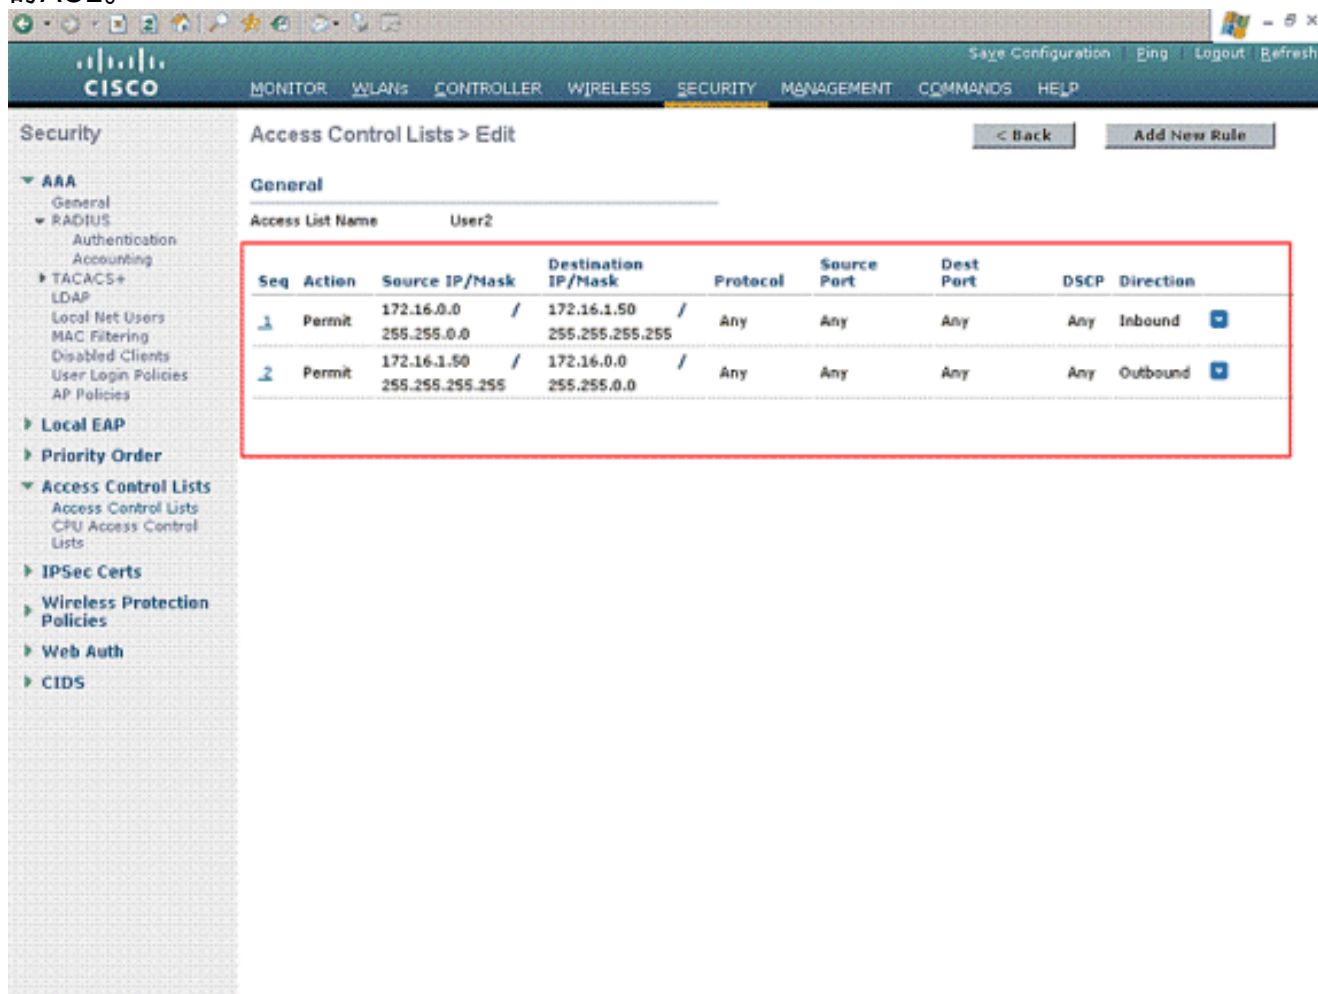 的ACL。
Save Configuration Ping Logout Refresh
CISCO
MONITOR WLANs CONTROLLER WIRELESS SECURITY MANAGEMENT COMMANDS HELP
Security
AAA
General
RADIUS
Authentication
Accounting
TACACS+
LDAP
Local Net Users
MAC Filtering
Disabled Clients
User Login Policies
AP Policies
Local EAP
Priority Order
Access Control Lists
Access Control Lists
CPU Access Control
Lists
IPSec Certs
Wireless Protection
Policies
Web Auth
CIDS
Access Control Lists > Edit
< Back
Add New Rule
General
Access List Name User2
Seq Action Source IP/Mask Destination IP/Mask Protocol Source Port Dest Port DSCP Direction
1 Permit 172.16.0.0 / 172.16.1.50 / Any Any Any Any Inbound
255.255.0.0 255.255.255.255
2 Permit 172.16.1.50 / 172.16.0.0 / Any Any Any Any Outbound
255.255.255.255 255.255.0.0